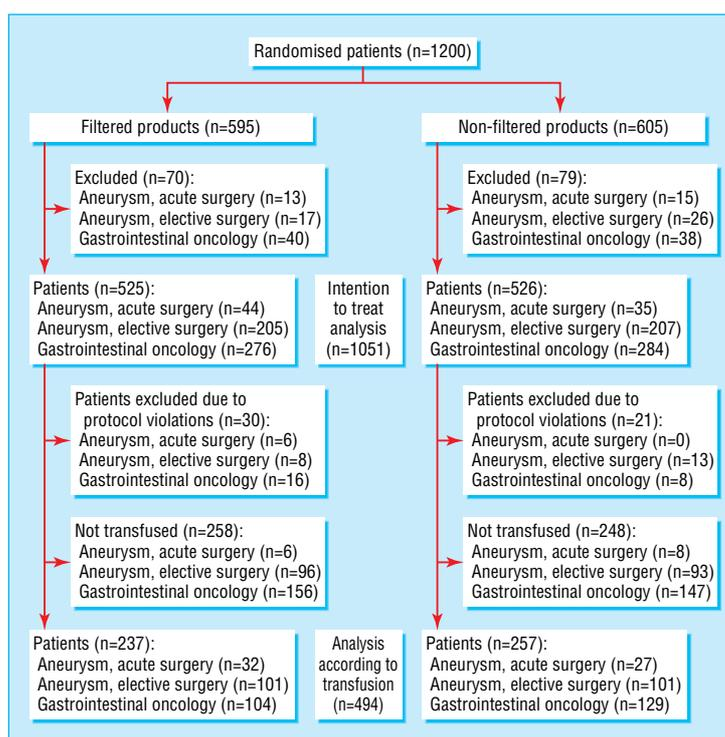 Randomised patients (n=1200)
Filtered products (n=595)
Non-filtered products (n=605)
Excluded (n=70):
Aneurysm, acute surgery (n=13)
Aneurysm, elective surgery (n=17)
Gastrointestinal oncology (n=40)
Excluded (n=79):
Aneurysm, acute surgery (n=15)
Aneurysm, elective surgery (n=26)
Gastrointestinal oncology (n=38)
Patients (n=525):
Aneurysm, acute surgery (n=44)
Aneurysm, elective surgery (n=205)
Gastrointestinal oncology (n=276)
Intention
to treat
analysis
(n=1051)
Patients (n=526):
Aneurysm, acute surgery (n=35)
Aneurysm, elective surgery (n=207)
Gastrointestinal oncology (n=284)
Patients excluded due to
protocol violations (n=30):
Aneurysm, acute surgery (n=6)
Aneurysm, elective surgery (n=8)
Gastrointestinal oncology (n=16)
Patients excluded due to
protocol violations (n=21):
Aneurysm, acute surgery (n=0)
Aneurysm, elective surgery (n=13)
Gastrointestinal oncology (n=8)
Not transfused (n=258):
Aneurysm, acute surgery (n=6)
Aneurysm, elective surgery (n=96)
Gastrointestinal oncology (n=156)
Not transfused (n=248):
Aneurysm, acute surgery (n=8)
Aneurysm, elective surgery (n=93)
Gastrointestinal oncology (n=147)
Patients (n=237):
Aneurysm, acute surgery (n=32)
Aneurysm, elective surgery (n=101)
Gastrointestinal oncology (n=104)
Analysis
according to
transfusion
(n=494)
Patients (n=257):
Aneurysm, acute surgery (n=27)
Aneurysm, elective surgery (n=101)
Gastrointestinal oncology (n=129)